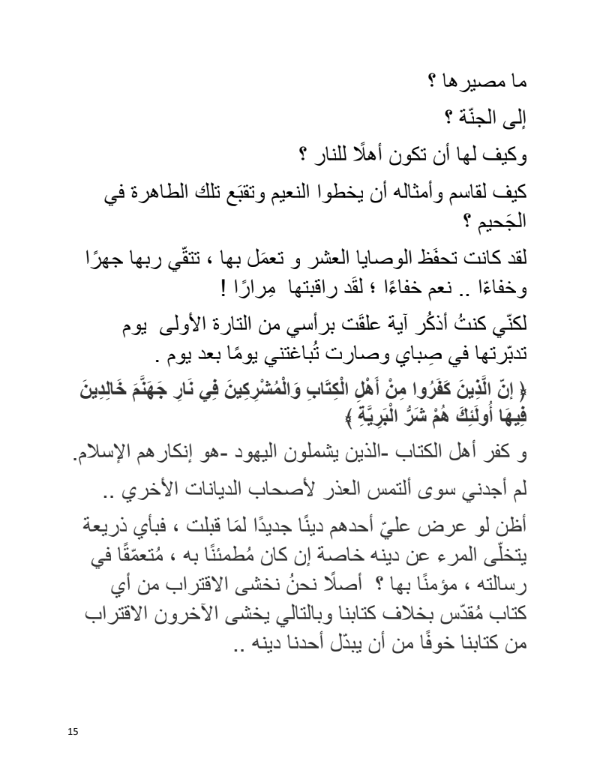 ما مصيرها ؟
إلى الجنّة ؟
وكيف لها أن تكون أهلًا للنار ؟
كيف لقاسم وأمثاله أن يخطوا النعيم وتقبَع تلك الطاهرة في
الجَحيم ؟
لقد كانت تحفَظ الوصايا العشر و تعمَل بها ، تتقّي ربها جهرًا
وخفاءًا .. نعم خفاءًا ؛ لقَد راقبتها مِرارًا !
لكنّي كنتُ أذكُر آية علقَت برأسي من التارة الأولى يوم
تدبّرتها في صِباي وصارت تُباغتني يومًا بعد يوم .
﴿ إنّ الَّذِينَ كَفَرُوا مِنْ أَهْلِ الْكِتَابِ وَالْمُشْرِكِينَ فِي نَارِ جَهَنَّمَ خَالِدِينَ
فِيهَا أُولَئِكَ هُمْ شَرُّ الْبَرِيَّةِ ﴾
و كفر أهل الكتاب -الذين يشملون اليهود -هو إنكارهم الإسلام.
لم أجدني سوى ألتمس العذر لأصحاب الديانات الأخري ..
أظن لو عرض عليّ أحدهم دينًا جديدًا لمَا قبلت ، فبأي ذريعة
يتخلّى المرء عن دينه خاصة إن كان مُطمئنًا به ، مُتعمّقًا في
رسالته ، مؤمنًا بها ؟ أصلًا نحنُ نخشى الاقتراب من أي
كتاب مُقدّس بخلاف كتابنا وبالتالي يخشى الآخرون الاقتراب
من كتابنا خوفًا من أن يبدّل أحدنا دينه ..
15